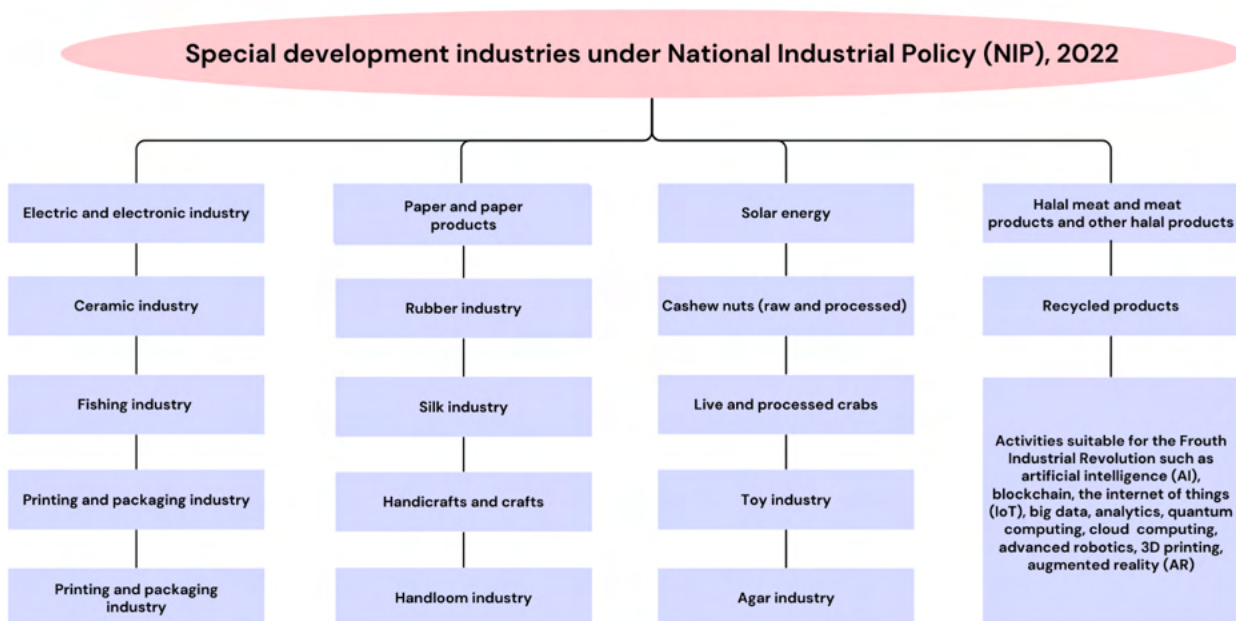 Special development industries under National Industrial Policy (NIP), 2022
Electric and electronic industry
Ceramic industry
Fishing industry
Printing and packaging industry
Printing and packaging
industry
Paper and paper
products
Rubber industry
Silk industry
Handicrafts and crafts
Handloom industry
Solar energy
Cashew nuts (raw and processed)
Live and processed crabs
Toy industry
Agar industry
Halal meat and meat
products and other halal products
Recycled products
Activities suitable for the Frouth
Industrial Revolution such as
artificial intelligence (AI),
blockchain, the internet of things
(IoT), big data, analytics, quantum
computing, cloud computing,
advanced robotics, 3D printing,
augmented reality (AR)